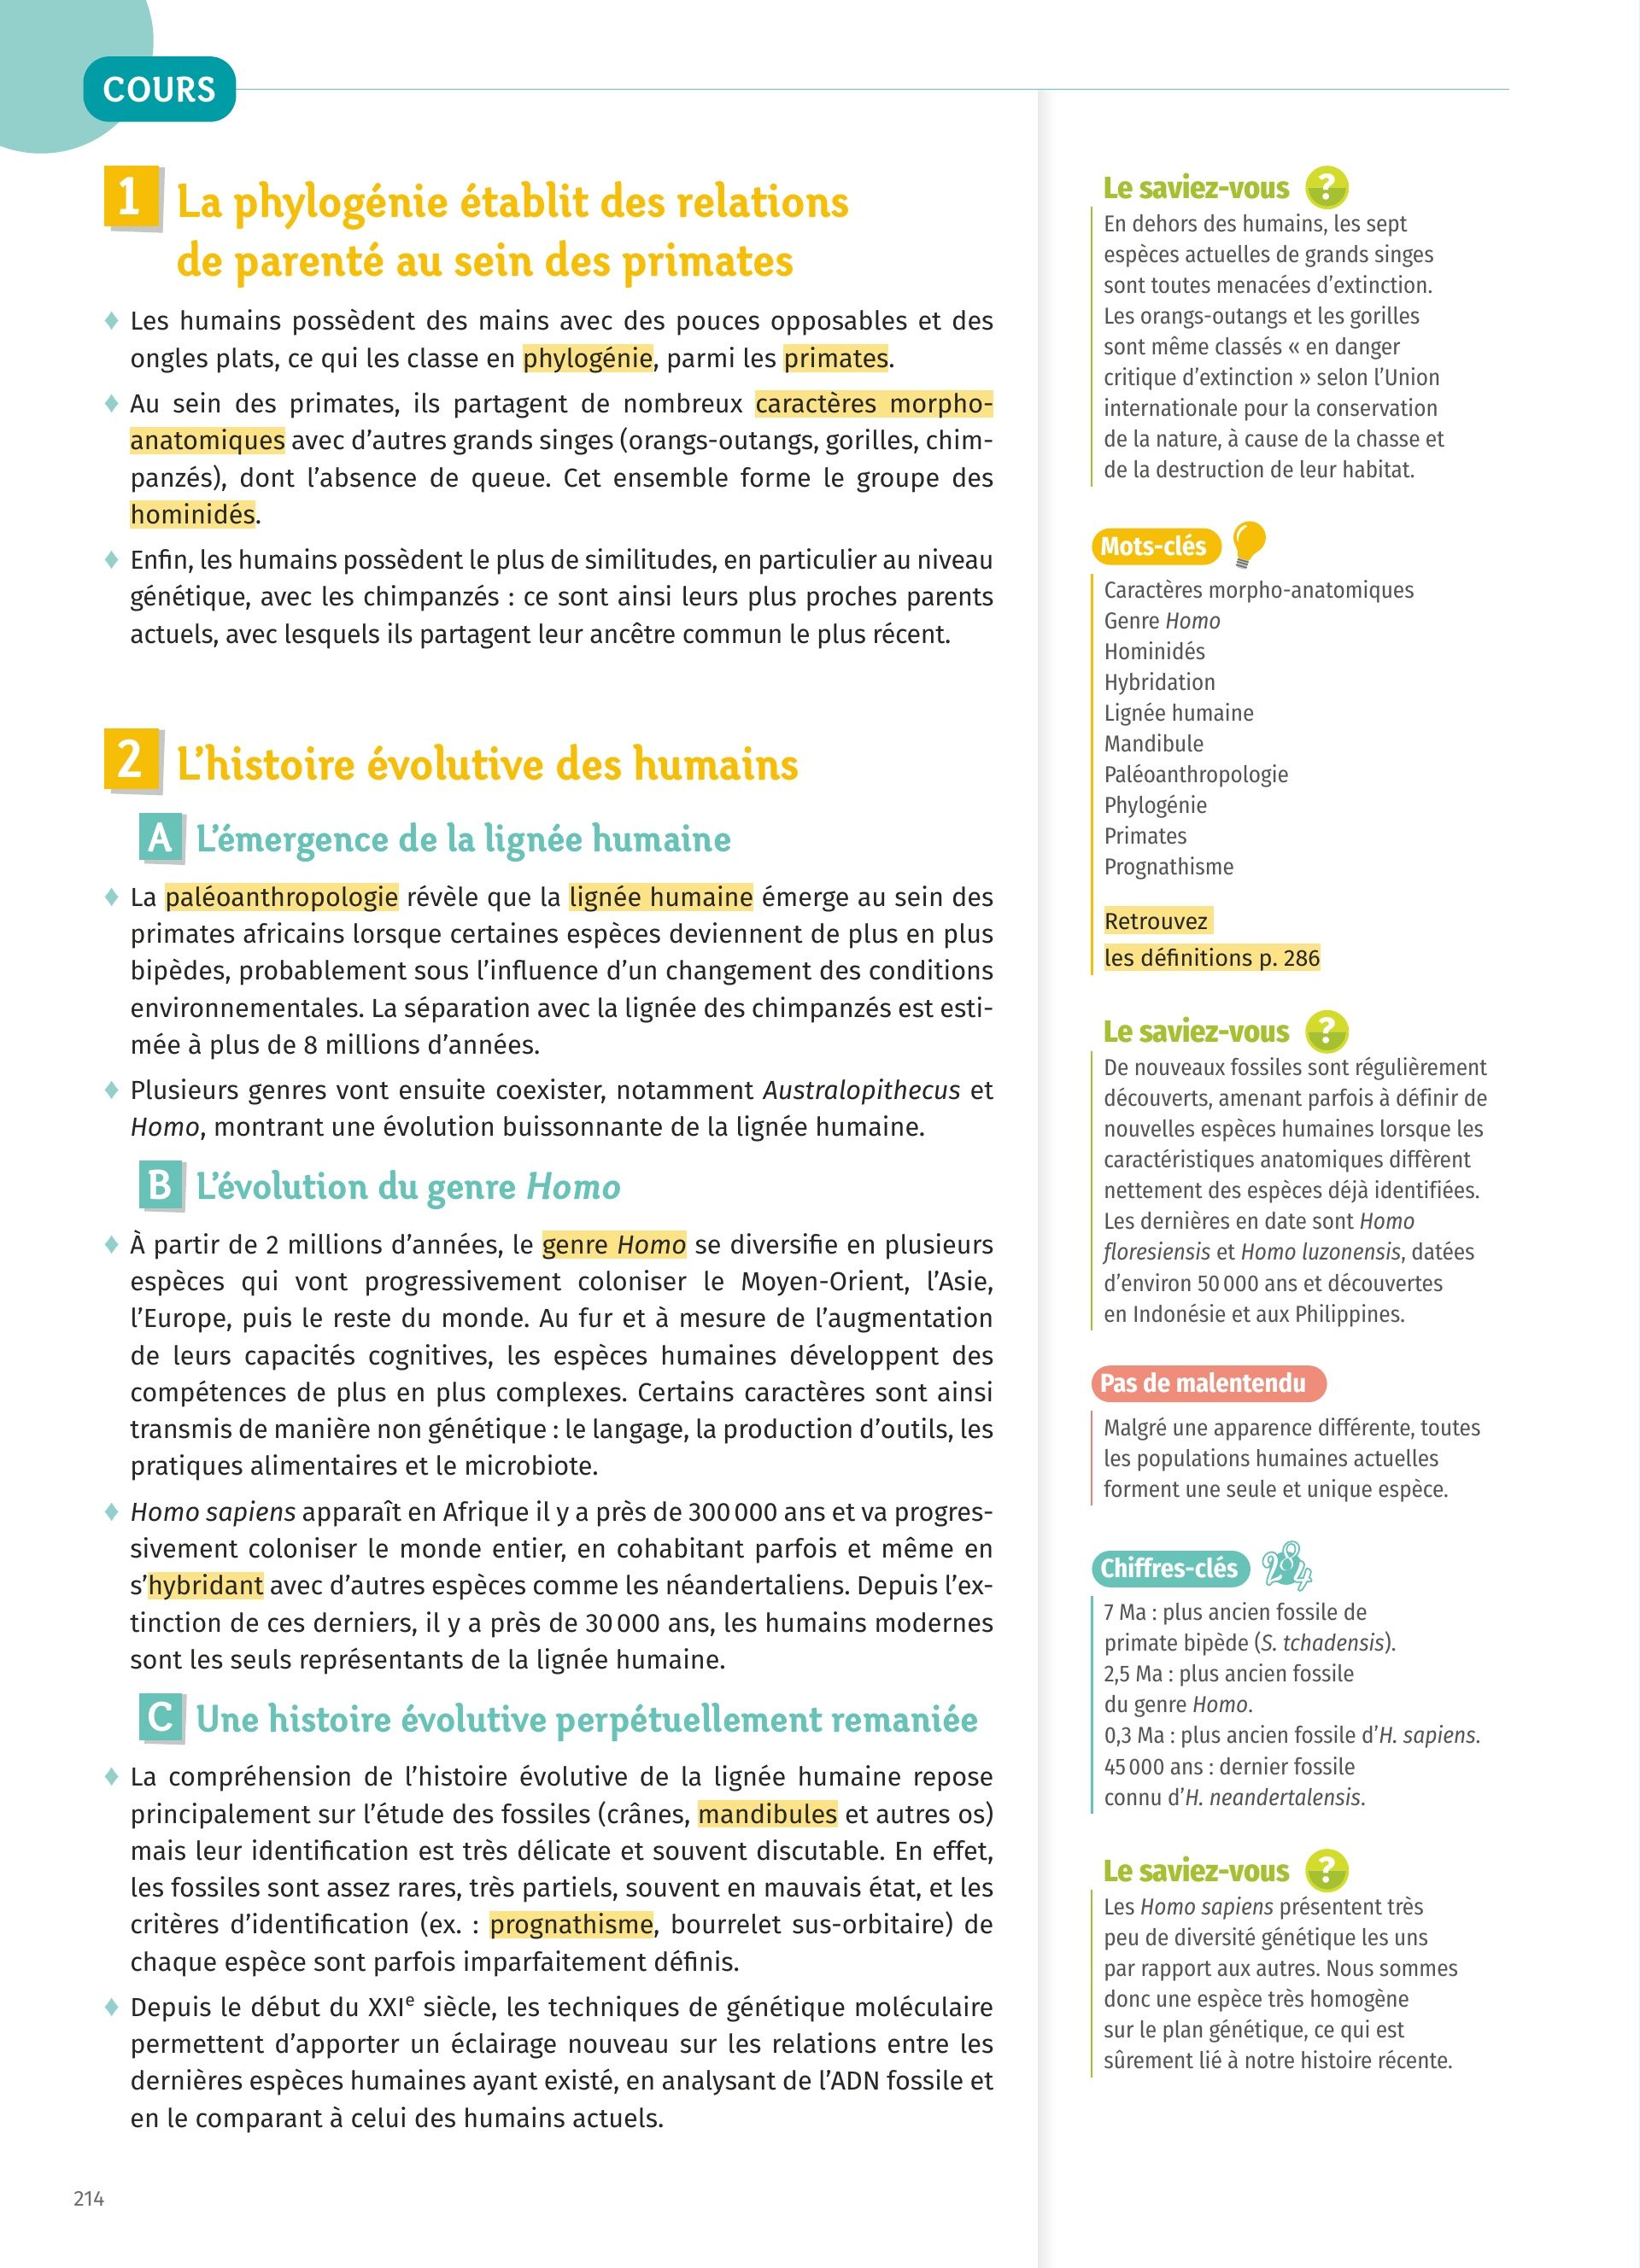 COURS
1 La phylogénie établit des relations
de parenté au sein des primates
♦ Les humains possèdent des mains avec des pouces opposables et des
ongles plats, ce qui les classe en phylogénie, parmi les primates.
♦ Au sein des primates, ils partagent de nombreux caractères morpho-
anatomiques avec d’autres grands singes (orangs-outangs, gorilles, chim-
panzés), dont l’absence de queue. Cet ensemble forme le groupe des
hominidés.
♦ Enfin, les humains possèdent le plus de similitudes, en particulier au niveau
génétique, avec les chimpanzés : ce sont ainsi leurs plus proches parents
actuels, avec lesquels ils partagent leur ancêtre commun le plus récent.
2 L’histoire évolutive des humains
A L’émergence de la lignée humaine
♦ La paléoanthropologie révèle que la lignée humaine émerge au sein des
primates africains lorsque certaines espèces deviennent de plus en plus
bipèdes, probablement sous l’influence d’un changement des conditions
environnementales. La séparation avec la lignée des chimpanzés est esti-
mée à plus de 8 millions d’années.
♦ Plusieurs genres vont ensuite coexister, notamment Australopithecus et
Homo, montrant une évolution buissonnante de la lignée humaine.
B L’évolution du genre Homo
♦ À partir de 2 millions d’années, le genre Homo se diversifie en plusieurs
espèces qui vont progressivement coloniser le Moyen-Orient, l’Asie,
l’Europe, puis le reste du monde. Au fur et à mesure de l’augmentation
de leurs capacités cognitives, les espèces humaines développent des
compétences de plus en plus complexes. Certains caractères sont ainsi
transmis de manière non génétique : le langage, la production d’outils, les
pratiques alimentaires et le microbiote.
♦ Homo sapiens apparaît en Afrique il y a près de 300 000 ans et va progres-
sivement coloniser le monde entier, en cohabitant parfois et même en
s’hybridant avec d’autres espèces comme les néandertaliens. Depuis l’ex-
tinction de ces derniers, il y a près de 30 000 ans, les humains modernes
sont les seuls représentants de la lignée humaine.
C Une histoire évolutive perpétuellement remaniée
♦ La compréhension de l’histoire évolutive de la lignée humaine repose
principalement sur l’étude des fossiles (crânes, mandibules et autres os)
mais leur identification est très délicate et souvent discutable. En effet,
les fossiles sont assez rares, très partiels, souvent en mauvais état, et les
critères d’identification (ex. : prognathisme, bourrelet sus-orbitaire) de
chaque espèce sont parfois imparfaitement définis.
♦ Depuis le début du XXIe siècle, les techniques de génétique moléculaire
permettent d’apporter un éclairage nouveau sur les relations entre les
dernières espèces humaines ayant existé, en analysant de l’ADN fossile et
en le comparant à celui des humains actuels.
214
Le saviez-vous ?
En dehors des humains, les sept
espèces actuelles de grands singes
sont toutes menacées d’extinction.
Les orangs-outangs et les gorilles
sont même classés « en danger
critique d’extinction » selon l’Union
internationale pour la conservation
de la nature, à cause de la chasse et
de la destruction de leur habitat.
Mots-clés
Caractères morpho-anatomiques
Genre Homo
Hominidés
Hybridation
Lignée humaine
Mandibule
Paléoanthropologie
Phylogénie
Primates
Prognathisme
Retrouvez
les définitions p. 286
Le saviez-vous ?
De nouveaux fossiles sont régulièrement
découverts, amenant parfois à définir de
nouvelles espèces humaines lorsque les
caractéristiques anatomiques diffèrent
nettement des espèces déjà identifiées.
Les dernières en date sont Homo
floresiensis et Homo luzonensis, datées
d’environ 50 000 ans et découvertes
en Indonésie et aux Philippines.
Pas de malentendu
Malgré une apparence différente, toutes
les populations humaines actuelles
forment une seule et unique espèce.
Chiffres-clés 284
7 Ma : plus ancien fossile de
primate bipède (S. tchadensis).
2,5 Ma : plus ancien fossile
du genre Homo.
0,3 Ma : plus ancien fossile d’H. sapiens.
45 000 ans : dernier fossile
connu d’H. neandertalensis.
Le saviez-vous ?
Les Homo sapiens présentent très
peu de diversité génétique les uns
par rapport aux autres. Nous sommes
donc une espèce très homogène
sur le plan génétique, ce qui est
sûrement lié à notre histoire récente.